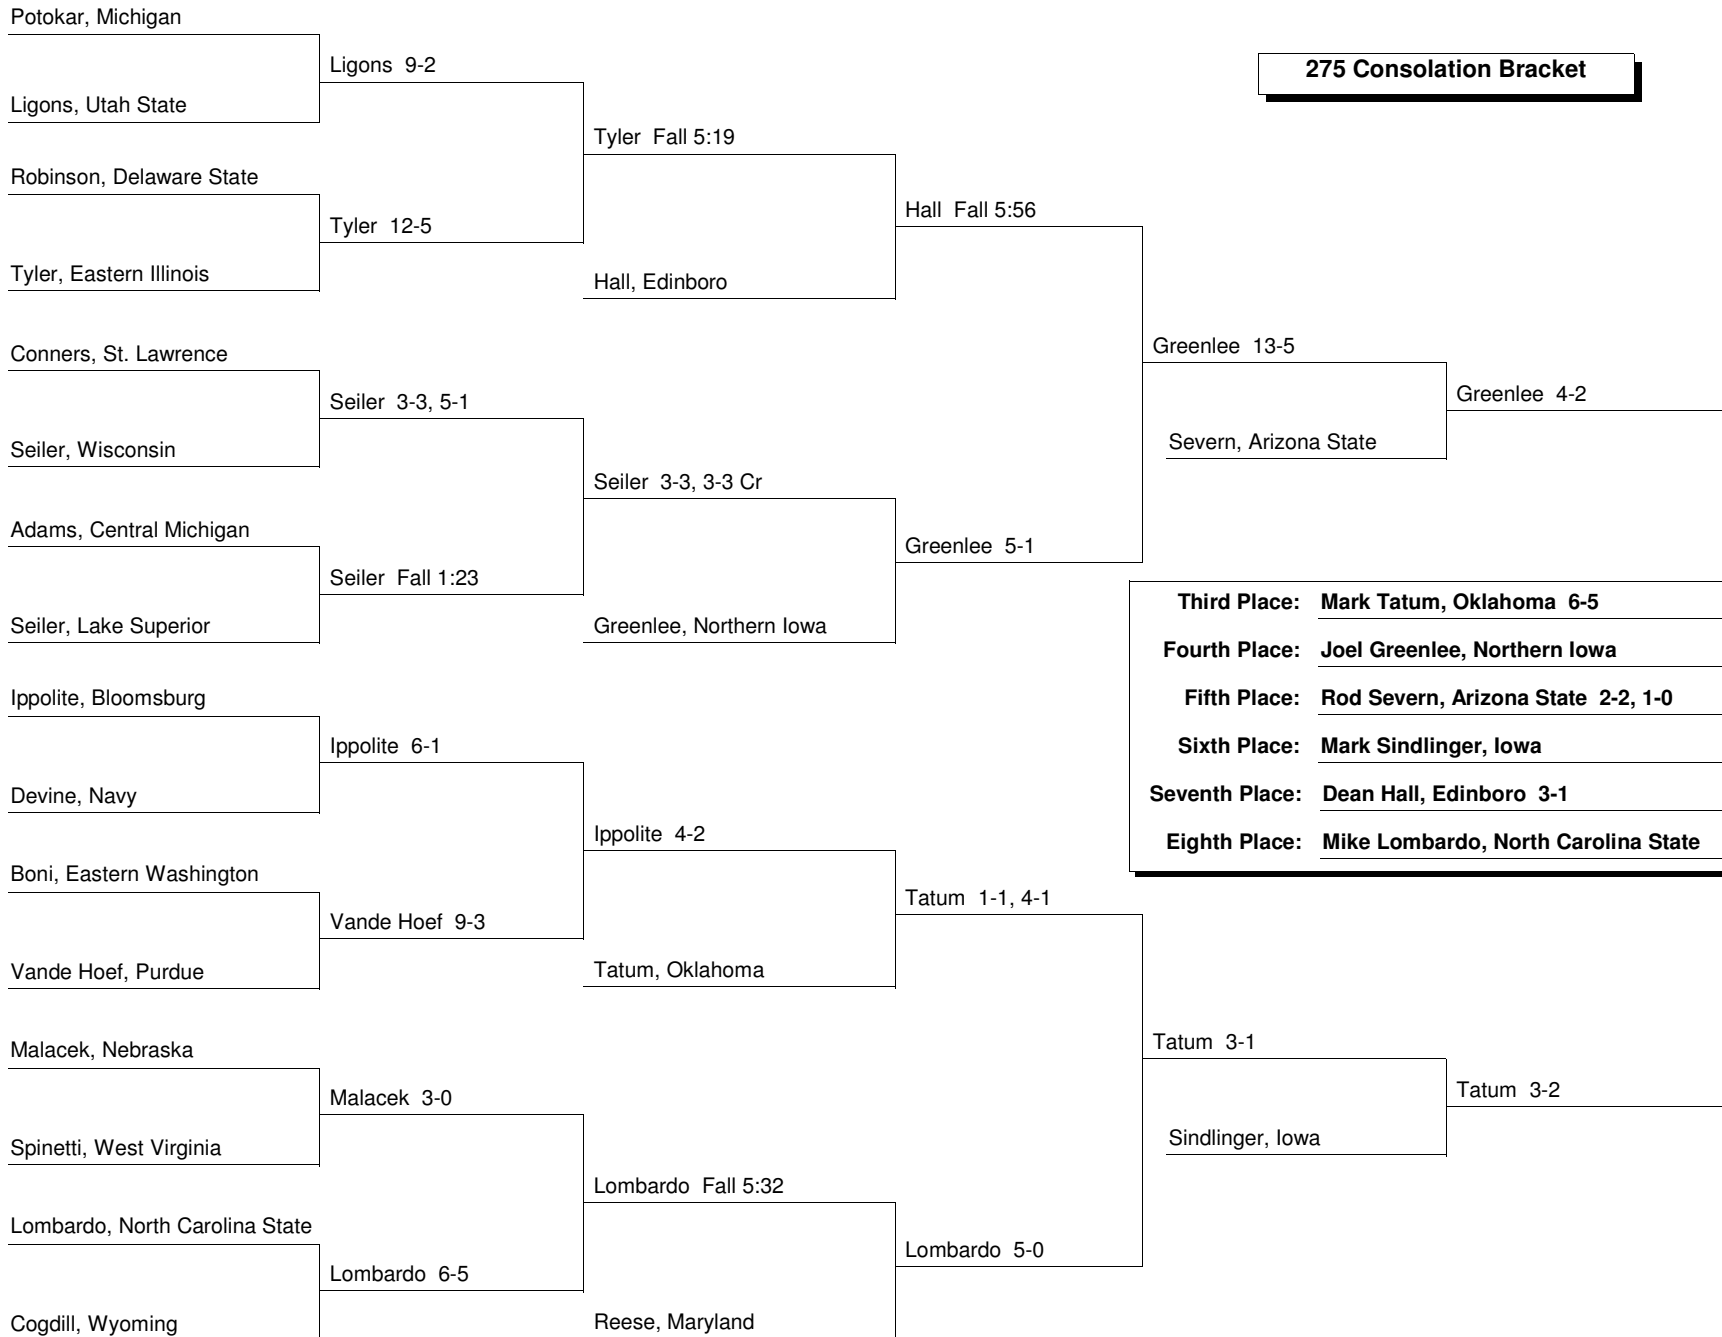 Potokar, Michigan
Ligons 9-2
275 Consolation Bracket
Ligons, Utah State
Tyler Fall 5:19
Robinson, Delaware State
Hall Fall 5:56
Tyler 12-5
Tyler, Eastern Illinois
Hall, Edinboro
Greenlee 13-5
Conners, St. Lawrence
Greenlee 4-2
Seiler 3-3, 5-1
Severn, Arizona State
Seiler, Wisconsin
Seiler 3-3, 3-3 Cr
Adams, Central Michigan
Greenlee 5-1
Seiler Fall 1:23
Seiler, Lake Superior
Greenlee, Northern Iowa
Third Place: Mark Tatum, Oklahoma 6-5
Fourth Place: Joel Greenlee, Northern Iowa
Fifth Place: Rod Severn, Arizona State 2-2, 1-0
Sixth Place: Mark Sindlinger, Iowa
Seventh Place: Dean Hall, Edinboro 3-1
Eighth Place: Mike Lombardo, North Carolina State
Ippolite, Bloomsburg
Ippolite 6-1
Devine, Navy
Ippolite 4-2
Boni, Eastern Washington
Tatum 1-1, 4-1
Vande Hoef 9-3
Vande Hoef, Purdue
Tatum, Oklahoma
Tatum 3-1
Malacek, Nebraska
Tatum 3-2
Malacek 3-0
Sindlinger, Iowa
Spinetti, West Virginia
Lombardo Fall 5:32
Lombardo, North Carolina State
Lombardo 5-0
Lombardo 6-5
Cogdill, Wyoming
Reese, Maryland